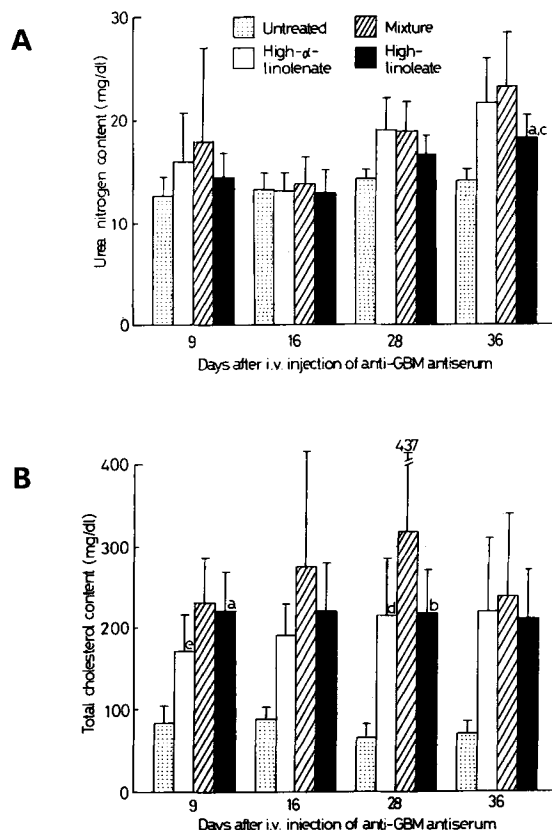 A
Untreated
Mixture
High-α-
linolenate
High-
linoleate
Urea nitrogen content (mg/dl)
30
20
10
0
a,c
9
16
28
36
Days after i.v. injection of anti-GBM antiserum
B
Total cholesterol content (mg/dl)
400
300
200
100
0
437
e
a
d
b
9
16
28
36
Days after i.v. injection of anti-GBM antiserum